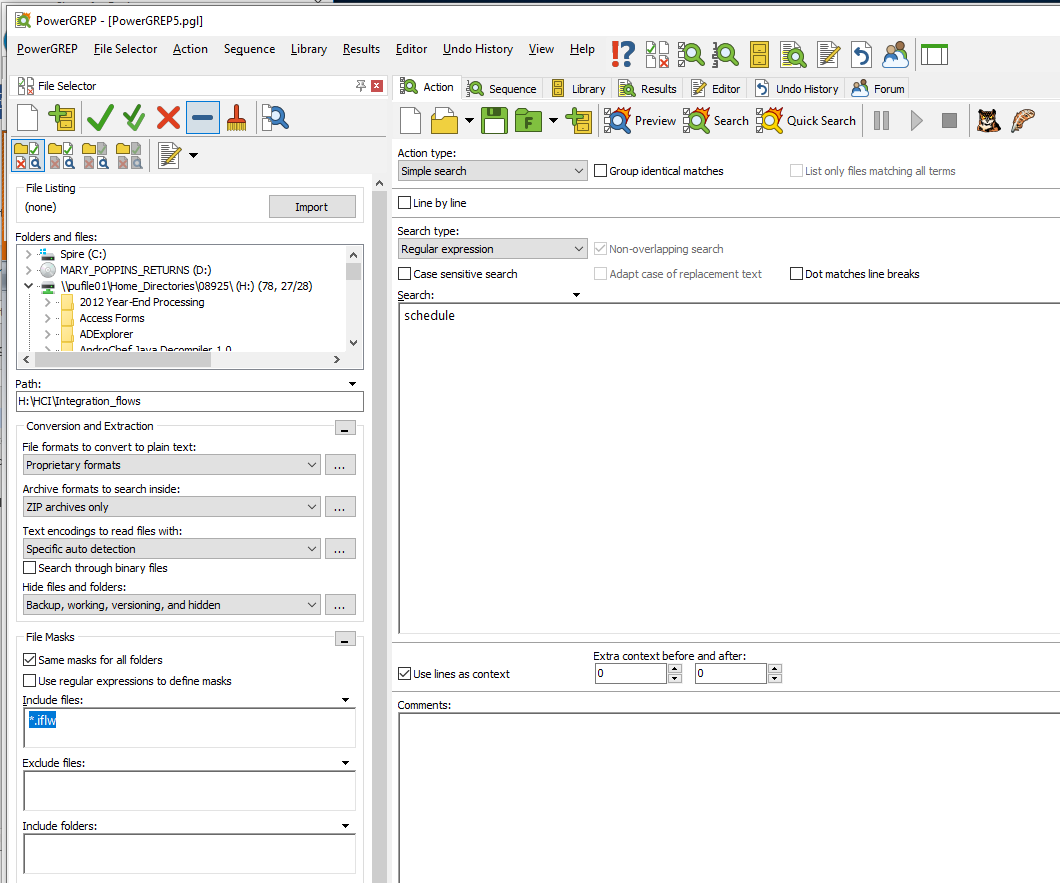 PowerGREP - [PowerGREP5.pgl]
PowerGREP File Selector Action Sequence Library Results Editor Undo History View Help
File Selector
Action Sequence Library Results Editor Undo History Forum
Preview Search Quick Search
File Listing
(none) Import
Folders and files:
Spire (C:)
MARY_POPPINS_RETURNS (D:)
\\pufile01\Home_Directories\08925\ (H:) (78, 27/28)
2012 Year-End Processing
Access Forms
ADExplorer
AndroChef Java Decompiler 1.0
Path:
H:\HCI\Integration_flows
Conversion and Extraction
File formats to convert to plain text:
Proprietary formats ...
Archive formats to search inside:
ZIP archives only ...
Text encodings to read files with:
Specific auto detection ...
Search through binary files
Hide files and folders:
Backup, working, versioning, and hidden ...
File Masks
Same masks for all folders
Use regular expressions to define masks
Include files:
*.iflw
Exclude files:
Include folders:
Action type:
Simple search Group identical matches List only files matching all terms
Line by line
Search type:
Regular expression Non-overlapping search
Case sensitive search Adapt case of replacement text Dot matches line breaks
Search:
schedule
Extra context before and after:
Use lines as context 0 0
Comments: